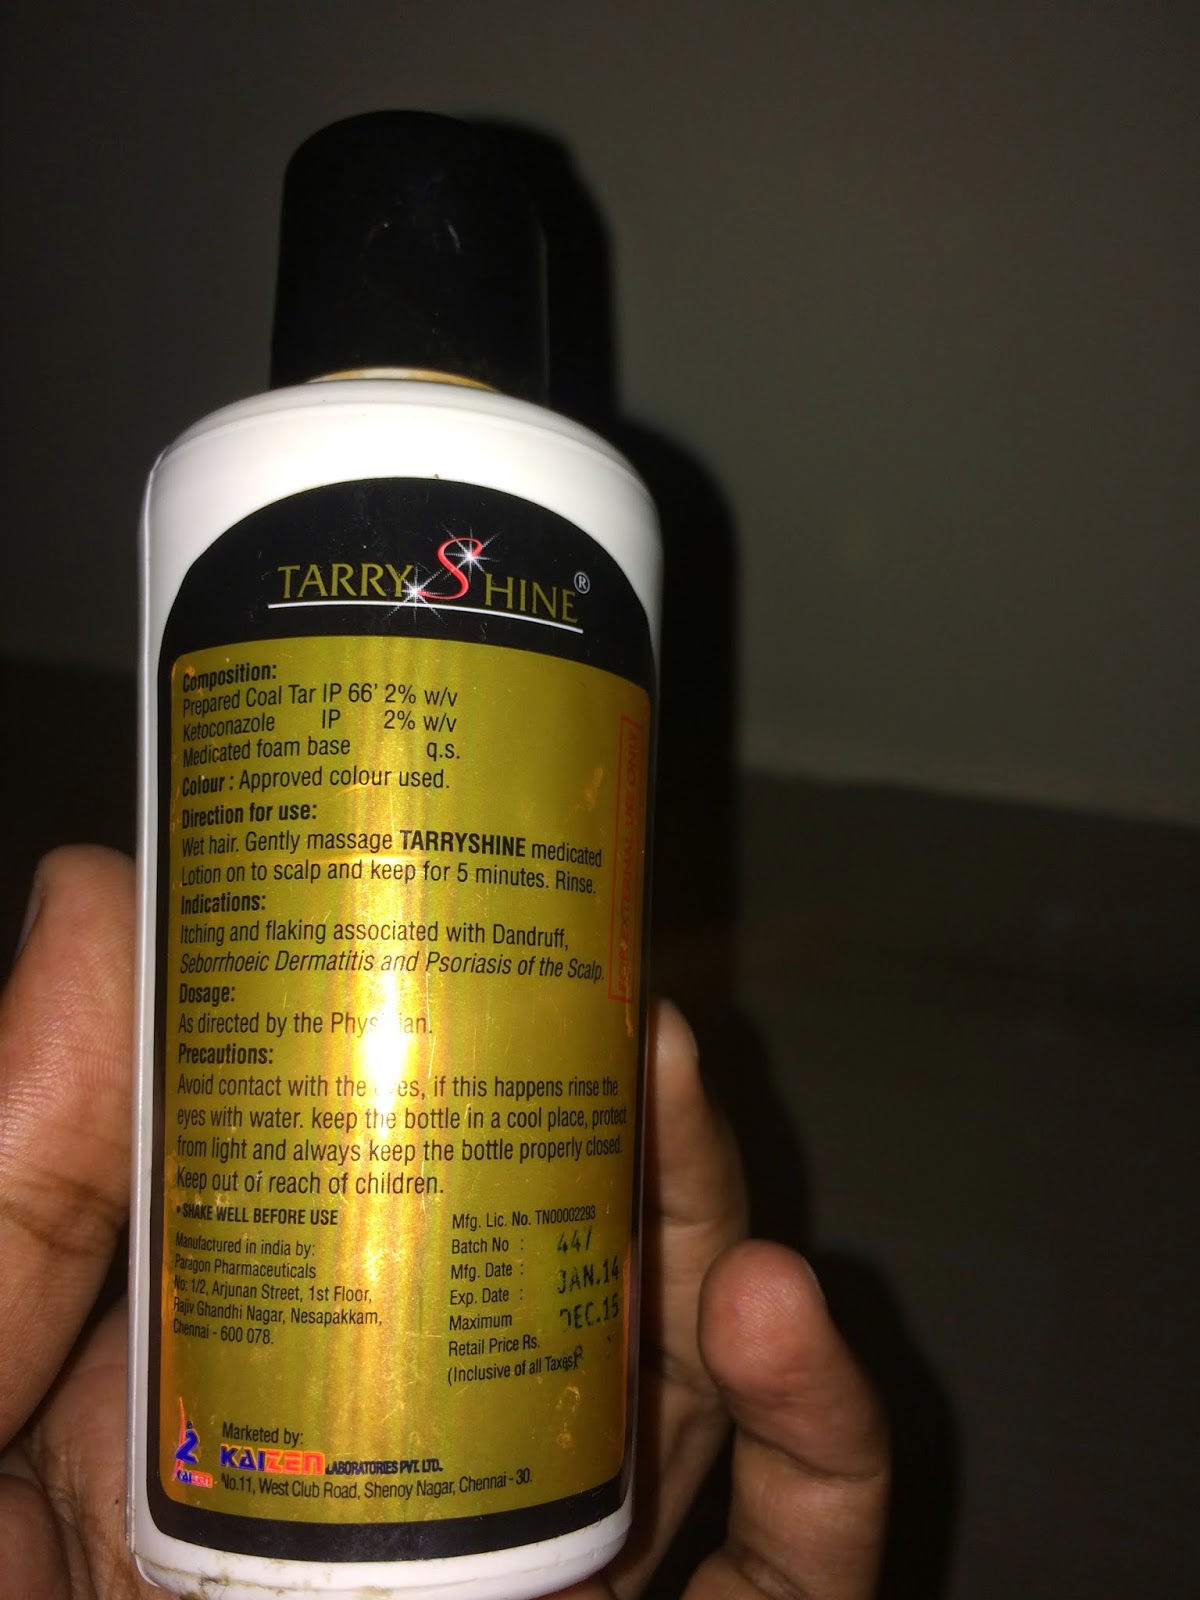 TARRYSHINE®
Composition:
Prepared Coal Tar IP 66' 2% w/v
Ketoconazole IP 2% w/v
Medicated foam base q.s.
Colour : Approved colour used.
Direction for use:
Wet hair. Gently massage TARRYSHINE medicated
Lotion on to scalp and keep for 5 minutes. Rinse.
Indications:
Itching and flaking associated with Dandruff,
Seborrhoeic Dermatitis and Psoriasis of the Scalp.
Dosage:
As directed by the Physician.
Precautions:
Avoid contact with the eyes, if this happens rinse the
eyes with water. keep the bottle in a cool place, protect
from light and always keep the bottle properly closed.
Keep out of reach of children.
• SHAKE WELL BEFORE USE
Manufactured in india by:
Paragon Pharmaceuticals
No: 1/2, Arjunan Street, 1st Floor,
Rajiv Ghandhi Nagar, Nesapakkam,
Chennai - 600 078.
Mfg. Lic. No. TN00002293
Batch No : 447
Mfg. Date : JAN.14
Exp. Date : DEC.15
Maximum
Retail Price Rs.
(Inclusive of all Taxes)
FOR EXTERNAL USE ONLY
Marketed by:
KAIZEN LABORATORIES PVT. LTD.
No.11, West Club Road, Shenoy Nagar, Chennai - 30.
KAIZEN